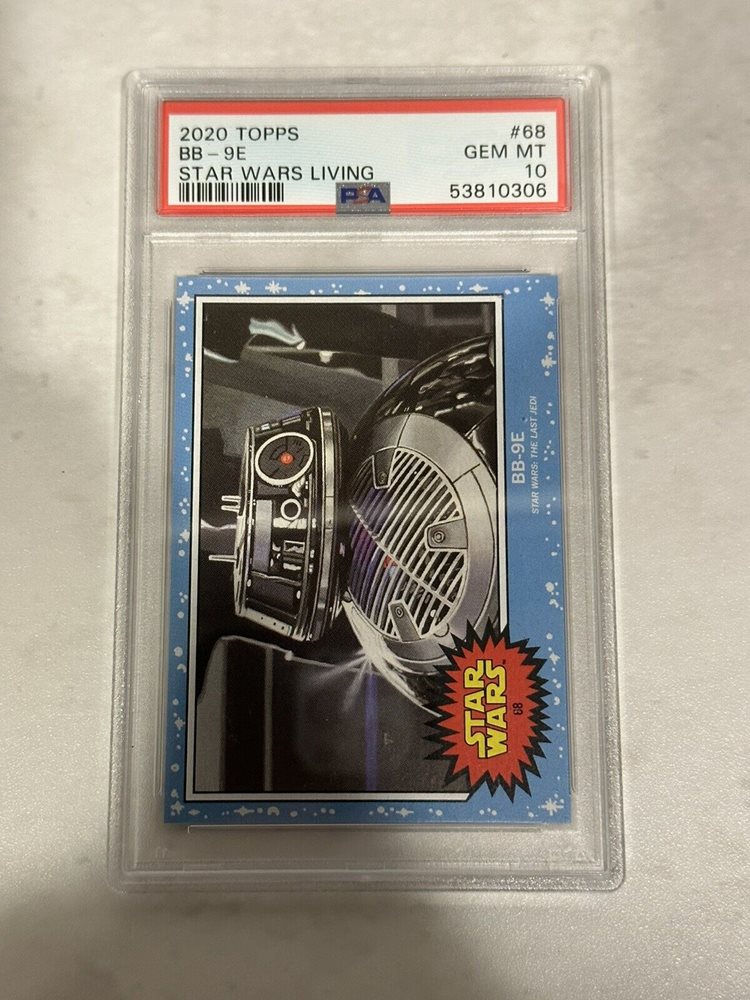 2020 TOPPS #68
BB-9E GEM MT
STAR WARS LIVING 10
PSA 53810306
BB-9E
STAR WARS: THE LAST JEDI
STAR
WARS™
68